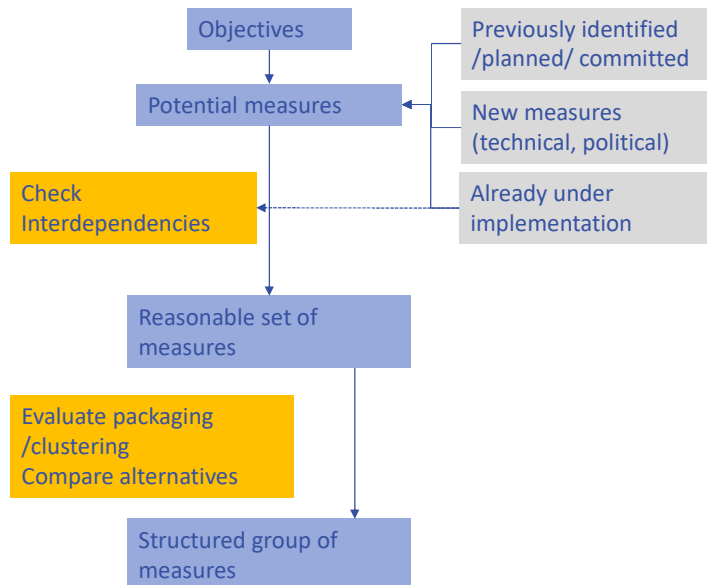 Objectives
Previously identified
/planned/ committed
Potential measures
New measures
(technical, political)
Check
Interdependencies
Already under
implementation
Reasonable set of
measures
Evaluate packaging
/clustering
Compare alternatives
Structured group of
measures